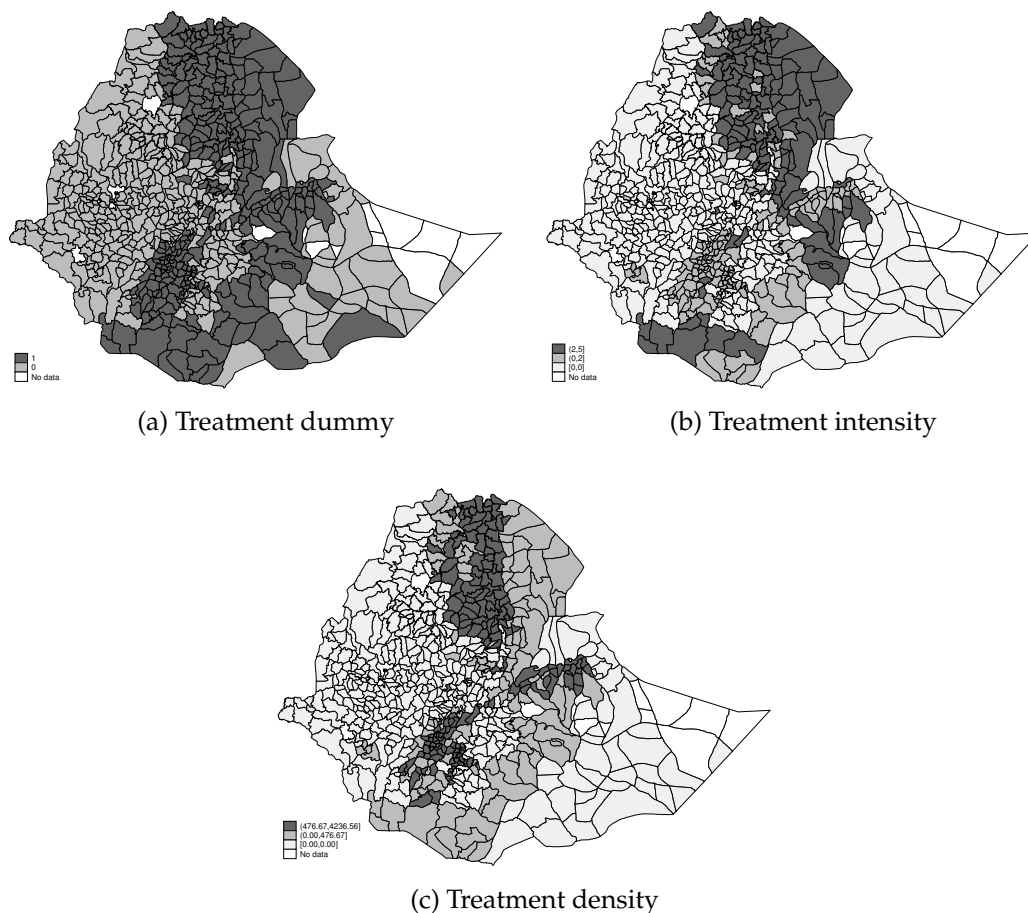 1
0
No data
(a) Treatment dummy
(2,5]
(0,2]
[0,0]
No data
(b) Treatment intensity
(476.67,4236.56]
(0.00,476.67]
[0.00,0.00]
No data
(c) Treatment density